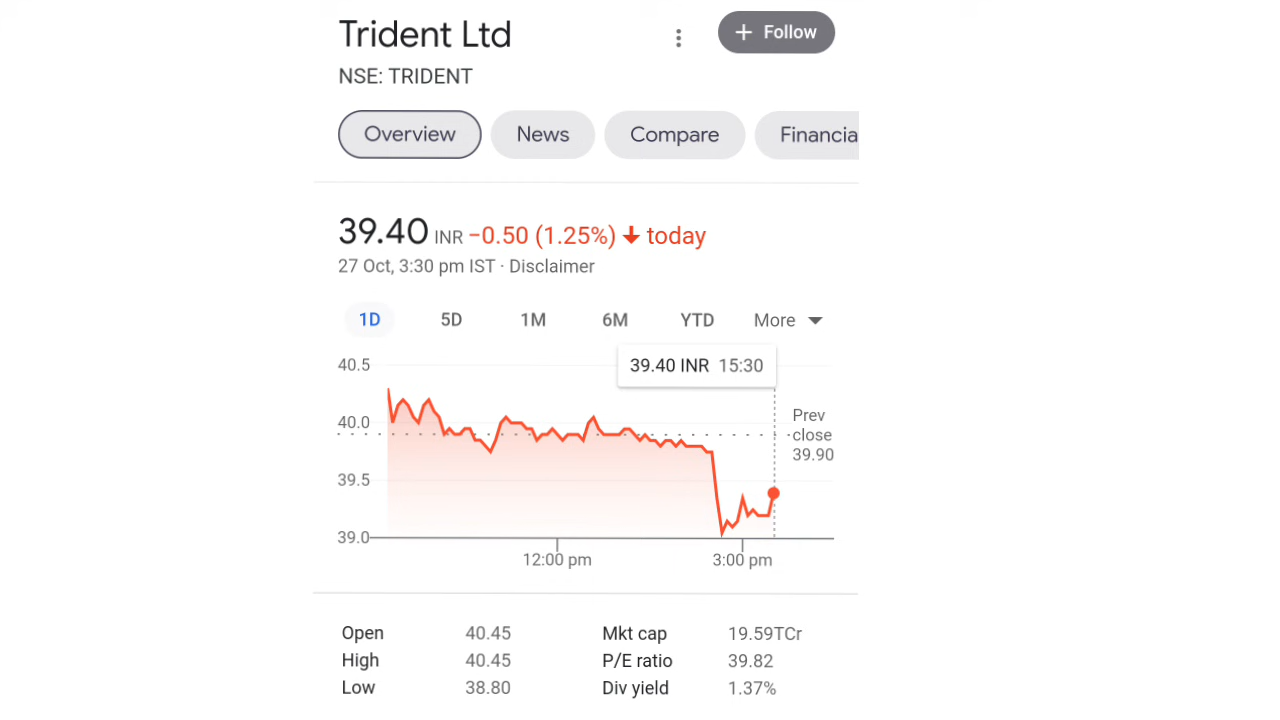 Trident Ltd
+ Follow
NSE: TRIDENT
Overview News Compare Financia
39.40 INR −0.50 (1.25%) ↓ today
27 Oct, 3:30 pm IST · Disclaimer
1D 5D 1M 6M YTD More
39.40 INR 15:30
40.5
40.0
39.5
39.0
Prev
close
39.90
12:00 pm 3:00 pm
Open 40.45 Mkt cap 19.59TCr
High 40.45 P/E ratio 39.82
Low 38.80 Div yield 1.37%